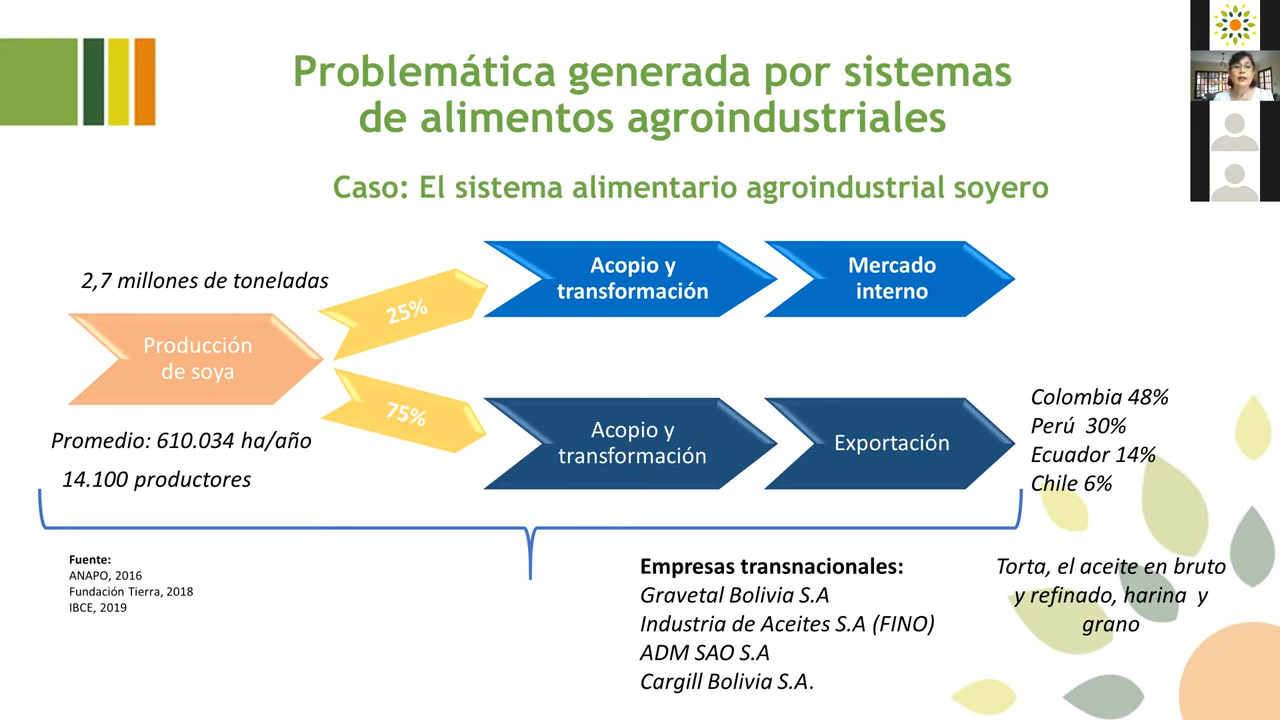 Problemática generada por sistemas
de alimentos agroindustriales
Caso: El sistema alimentario agroindustrial soyero
2,7 millones de toneladas
Producción
de soya
Promedio: 610.034 ha/año
14.100 productores
25%
75%
Acopio y
transformación
Mercado
interno
Acopio y
transformación
Exportación
Colombia 48%
Perú  30%
Ecuador 14%
Chile 6%
Fuente:
ANAPO, 2016
Fundación Tierra, 2018
IBCE, 2019
Empresas transnacionales:
Gravetal Bolivia S.A
Industria de Aceites S.A (FINO)
ADM SAO S.A
Cargill Bolivia S.A.
Torta, el aceite en bruto
y refinado, harina  y
grano